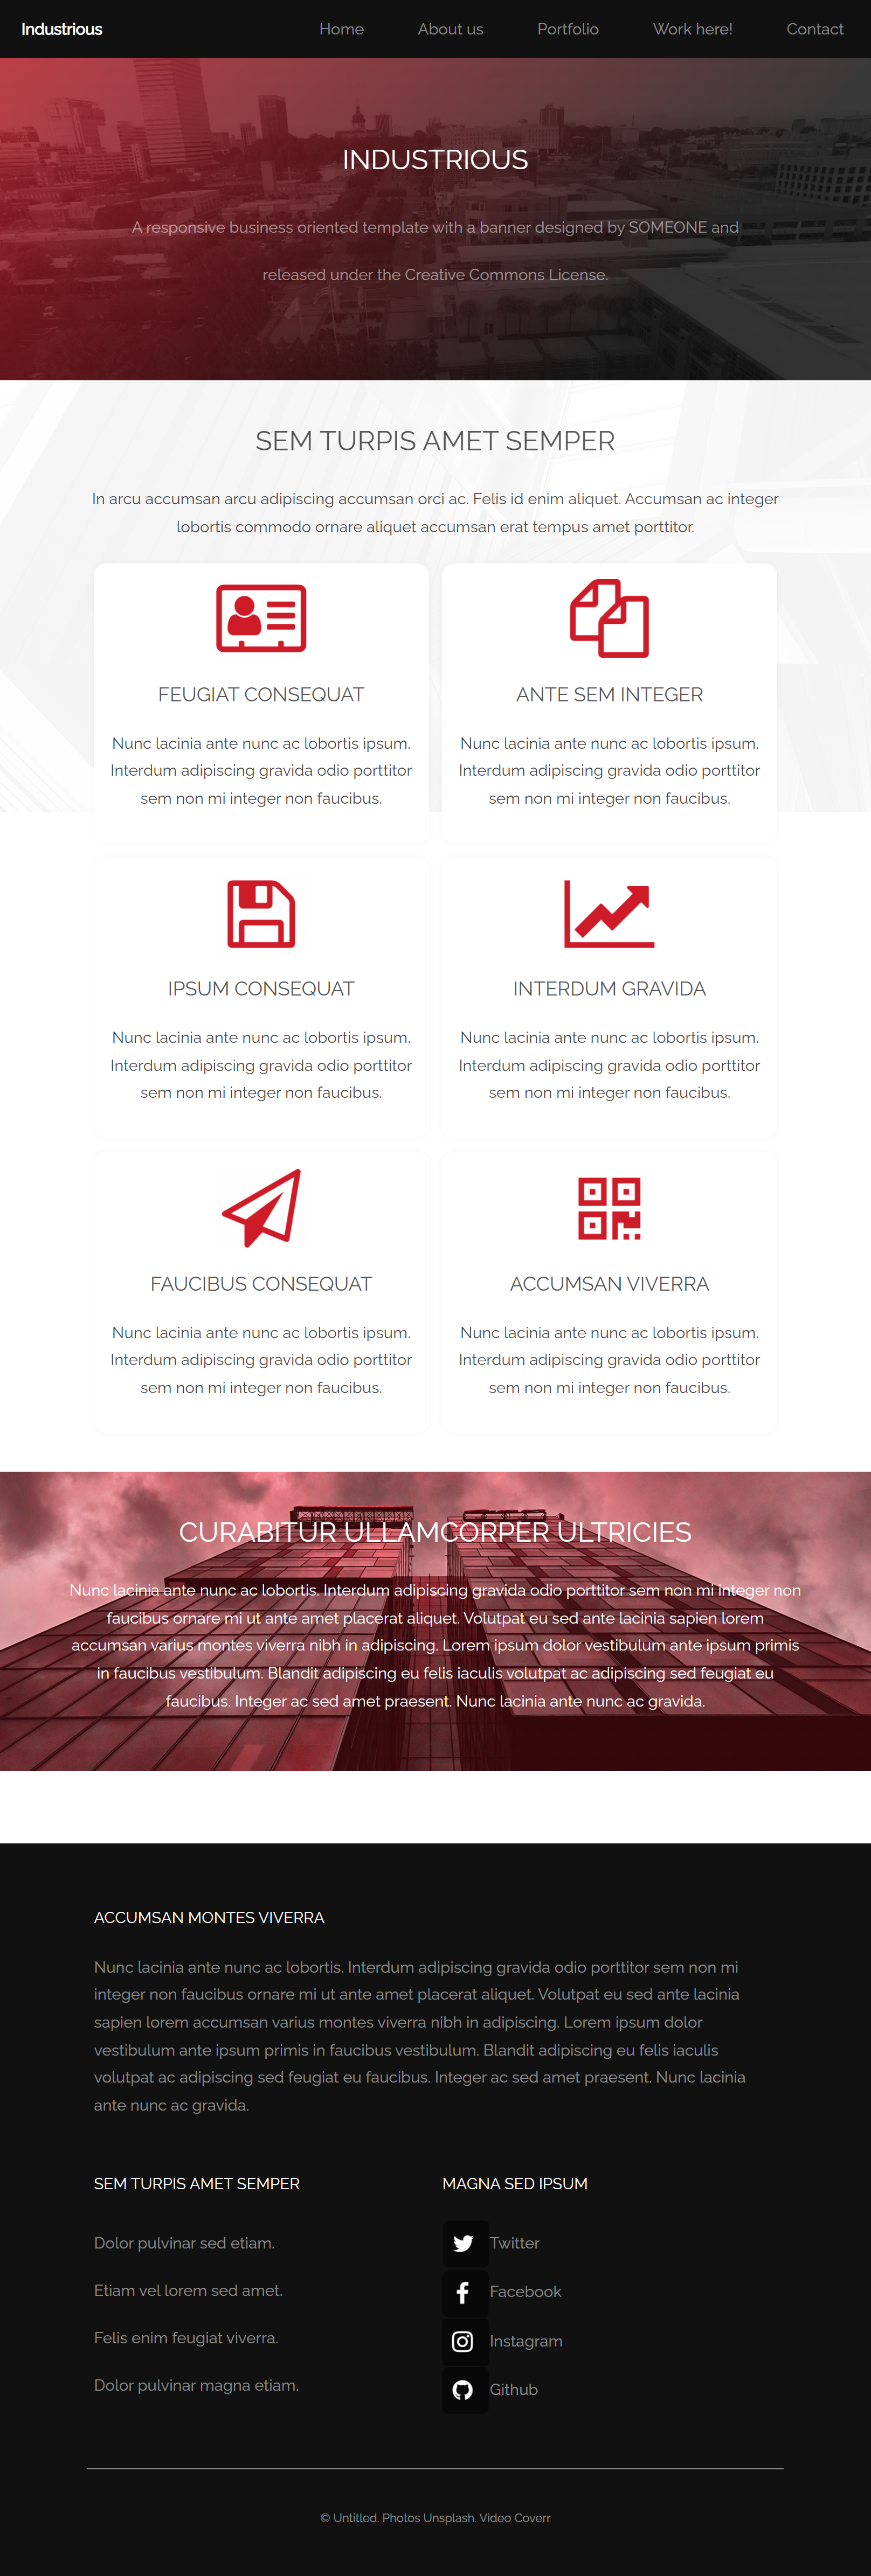 Industrious
Home About us Portfolio Work here! Contact
INDUSTRIOUS
A responsive business oriented template with a banner designed by SOMEONE and
released under the Creative Commons License.
SEM TURPIS AMET SEMPER
In arcu accumsan arcu adipiscing accumsan orci ac. Felis id enim aliquet. Accumsan ac integer
lobortis commodo ornare aliquet accumsan erat tempus amet porttitor.
FEUGIAT CONSEQUAT
Nunc lacinia ante nunc ac lobortis ipsum.
Interdum adipiscing gravida odio porttitor
sem non mi integer non faucibus.
ANTE SEM INTEGER
Nunc lacinia ante nunc ac lobortis ipsum.
Interdum adipiscing gravida odio porttitor
sem non mi integer non faucibus.
IPSUM CONSEQUAT
Nunc lacinia ante nunc ac lobortis ipsum.
Interdum adipiscing gravida odio porttitor
sem non mi integer non faucibus.
INTERDUM GRAVIDA
Nunc lacinia ante nunc ac lobortis ipsum.
Interdum adipiscing gravida odio porttitor
sem non mi integer non faucibus.
FAUCIBUS CONSEQUAT
Nunc lacinia ante nunc ac lobortis ipsum.
Interdum adipiscing gravida odio porttitor
sem non mi integer non faucibus.
ACCUMSAN VIVERRA
Nunc lacinia ante nunc ac lobortis ipsum.
Interdum adipiscing gravida odio porttitor
sem non mi integer non faucibus.
CURABITUR ULLAMCORPER ULTRICIES
Nunc lacinia ante nunc ac lobortis. Interdum adipiscing gravida odio porttitor sem non mi integer non
faucibus ornare mi ut ante amet placerat aliquet. Volutpat eu sed ante lacinia sapien lorem
accumsan varius montes viverra nibh in adipiscing. Lorem ipsum dolor vestibulum ante ipsum primis
in faucibus vestibulum. Blandit adipiscing eu felis iaculis volutpat ac adipiscing sed feugiat eu
faucibus. Integer ac sed amet praesent. Nunc lacinia ante nunc ac gravida.
ACCUMSAN MONTES VIVERRA
Nunc lacinia ante nunc ac lobortis. Interdum adipiscing gravida odio porttitor sem non mi
integer non faucibus ornare mi ut ante amet placerat aliquet. Volutpat eu sed ante lacinia
sapien lorem accumsan varius montes viverra nibh in adipiscing. Lorem ipsum dolor
vestibulum ante ipsum primis in faucibus vestibulum. Blandit adipiscing eu felis iaculis
volutpat ac adipiscing sed feugiat eu faucibus. Integer ac sed amet praesent. Nunc lacinia
ante nunc ac gravida.
SEM TURPIS AMET SEMPER
Dolor pulvinar sed etiam.
Etiam vel lorem sed amet.
Felis enim feugiat viverra.
Dolor pulvinar magna etiam.
MAGNA SED IPSUM
Twitter
Facebook
Instagram
Github
© Untitled. Photos Unsplash. Video Coverr